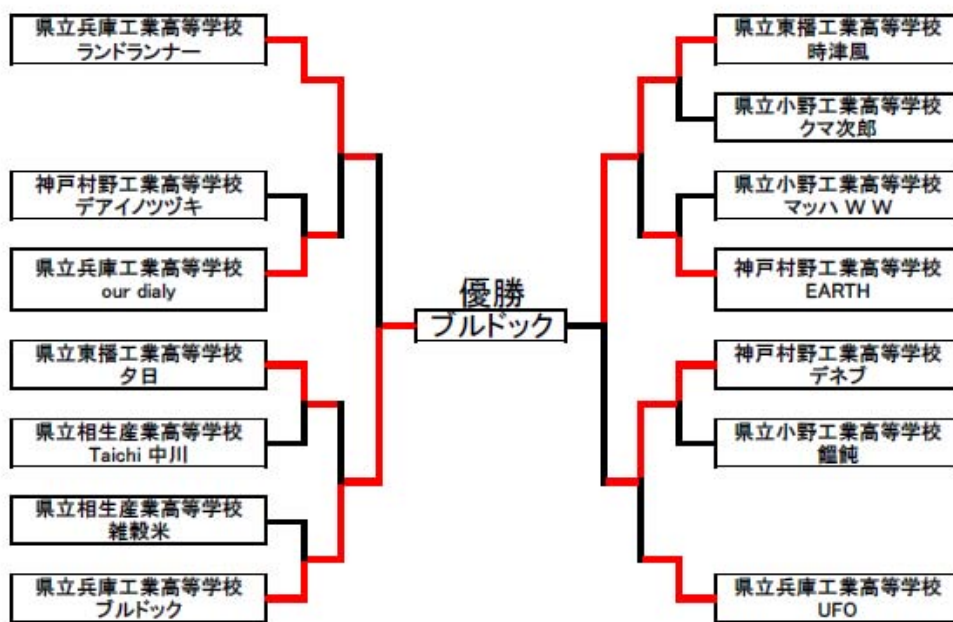 県立兵庫工業高等学校
ランドランナー
神戸村野工業高等学校
デアイノツヅキ
県立兵庫工業高等学校
our dialy
県立東播工業高等学校
夕日
県立相生産業高等学校
Taichi 中川
県立相生産業高等学校
雑穀米
県立兵庫工業高等学校
ブルドック
優勝
ブルドック
県立東播工業高等学校
時津風
県立小野工業高等学校
クマ次郎
県立小野工業高等学校
マッハ W W
神戸村野工業高等学校
EARTH
神戸村野工業高等学校
デネブ
県立小野工業高等学校
饂飩
県立兵庫工業高等学校
UFO